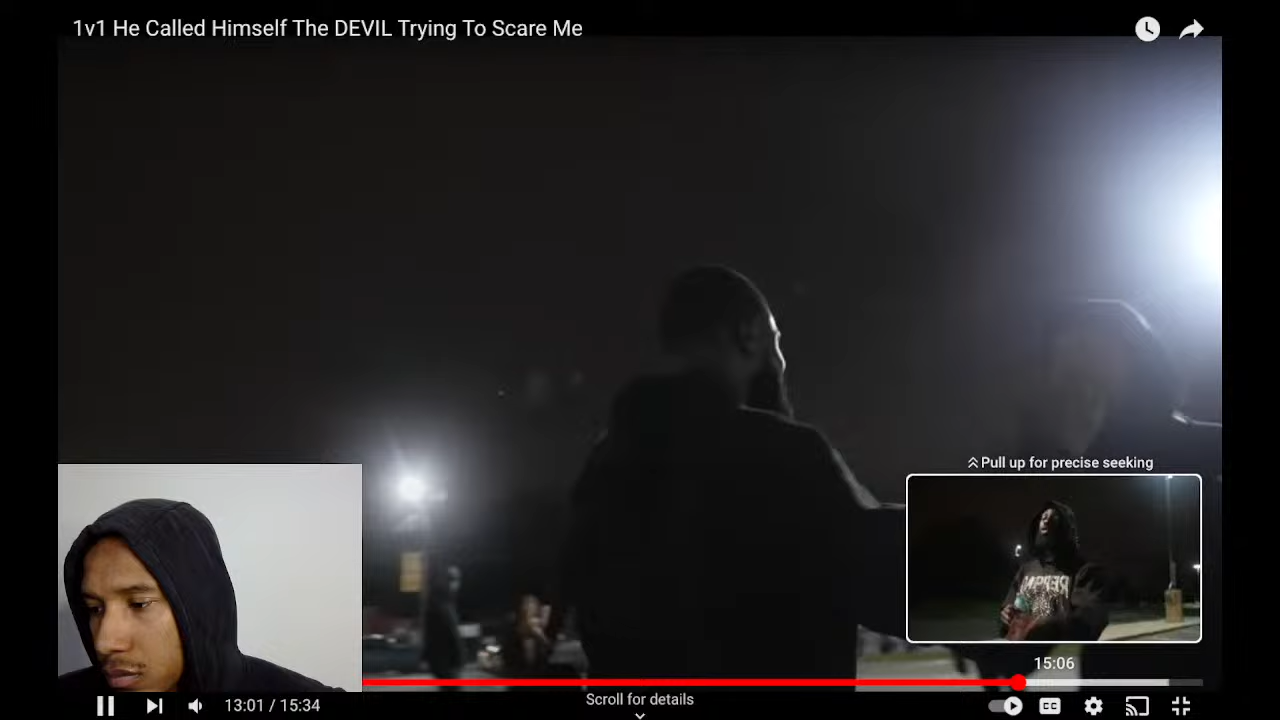 1v1 He Called Himself The DEVIL Trying To Scare Me
Pull up for precise seeking
15:06
13:01 / 15:34
Scroll for details
CC